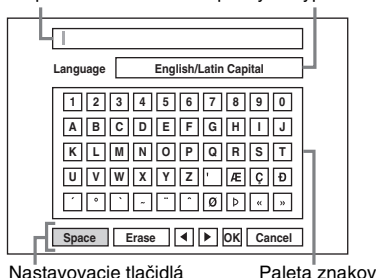 Language English/Latin Capital
1 2 3 4 5 6 7 8 9 0
A B C D E F G H I J
K L M N O P Q R S T
U V W X Y Z ' Æ Ç Ð
´ ° ` ~ ¨ ^ Ø Þ « »
Space Erase ◄ ► OK Cancel
Nastavovacie tlačidlá Paleta znakov